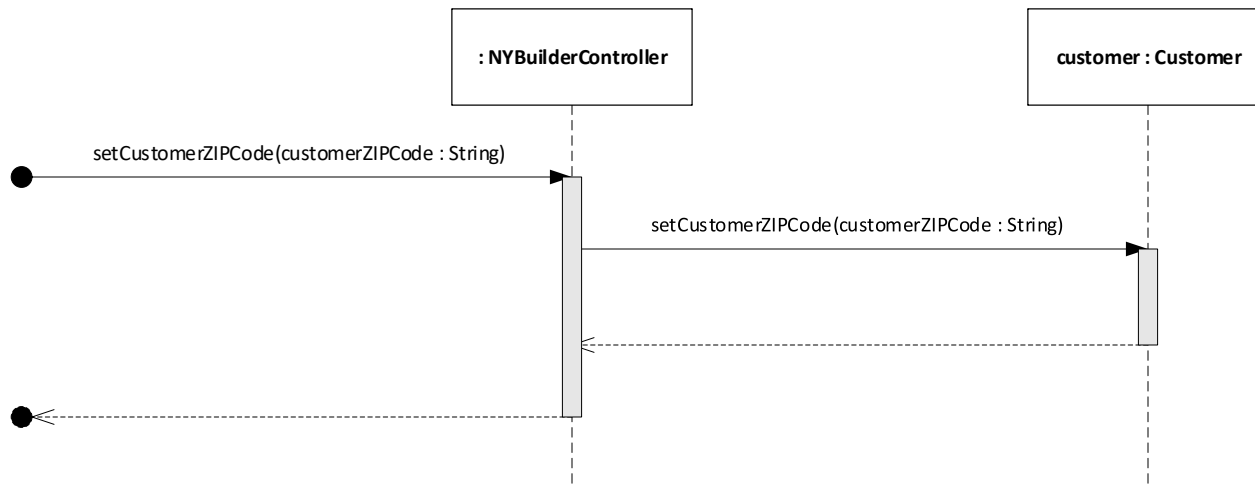 : NYBuilderController
customer : Customer
setCustomerZIPCode(customerZIPCode : String)
setCustomerZIPCode(customerZIPCode : String)